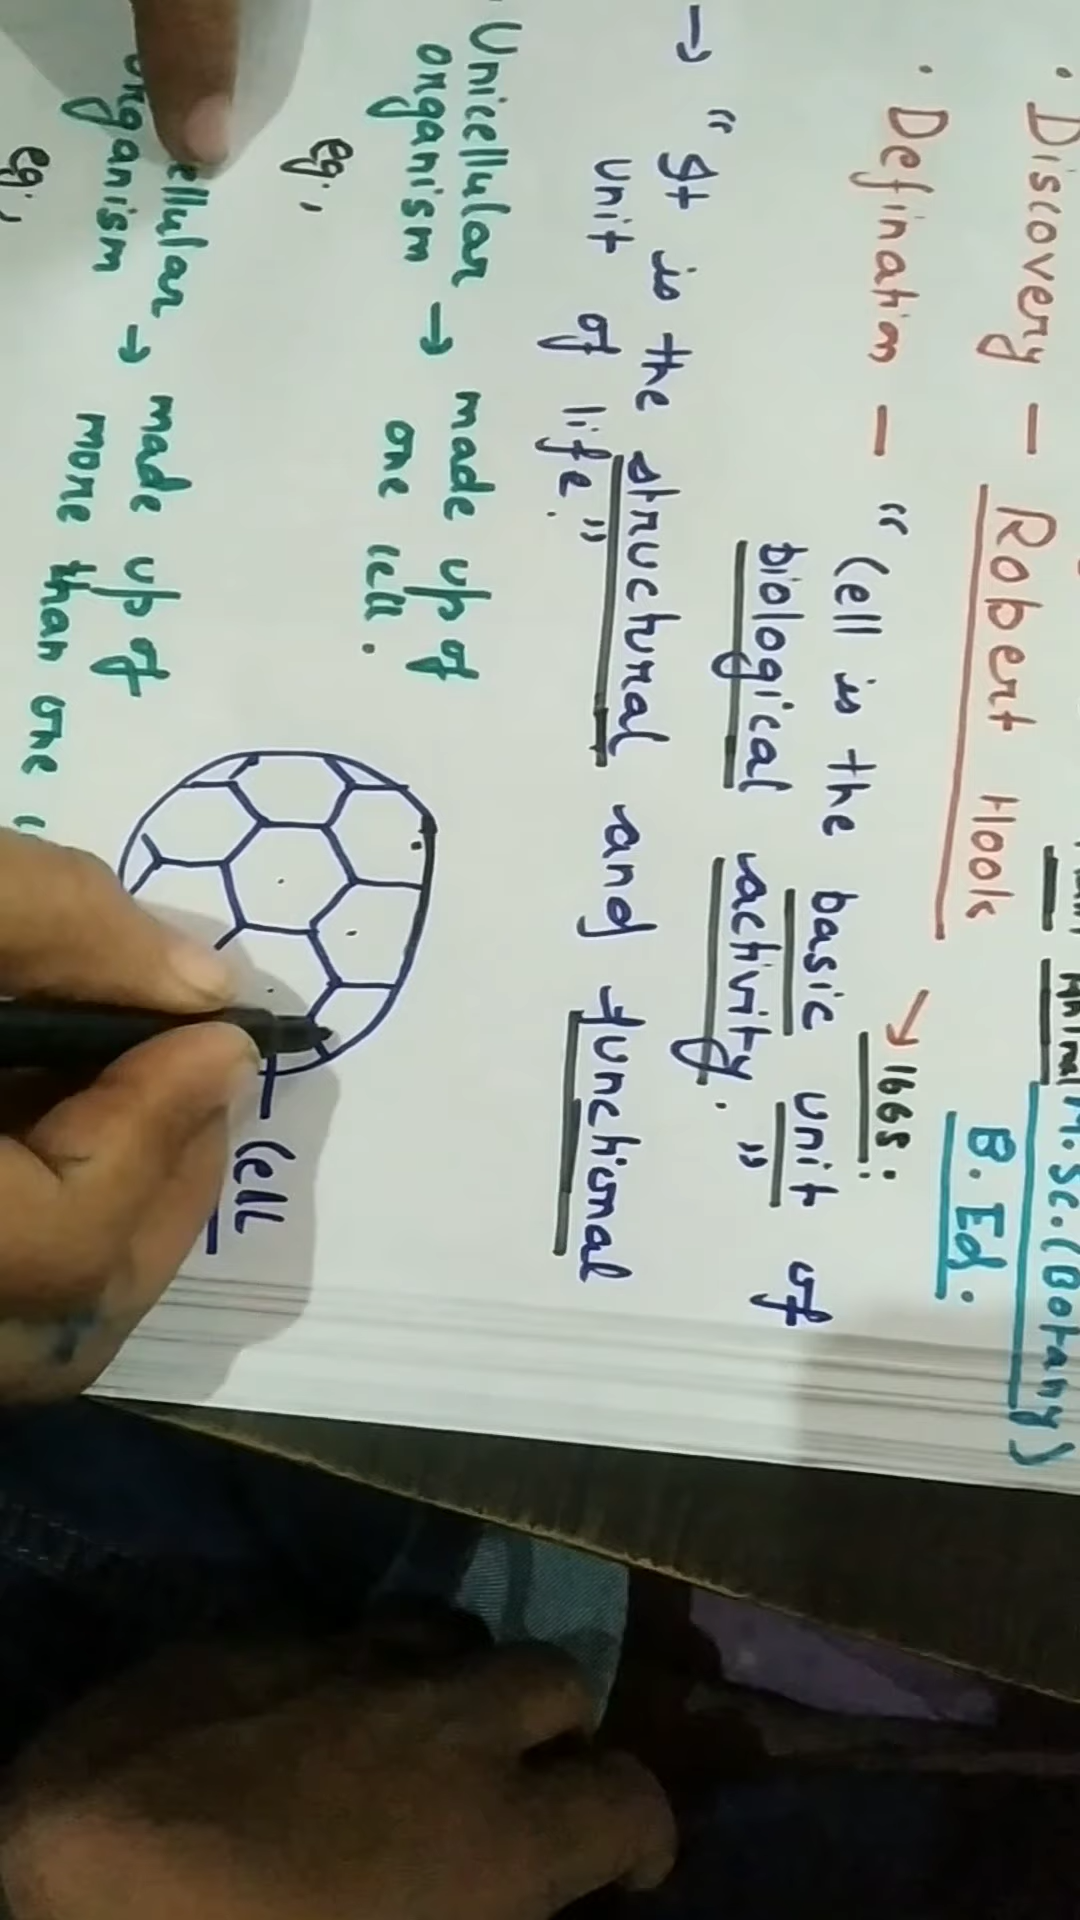 M.Sc. (Botany)
B.Ed.
• Discovery – Robert Hook → 1665.
• Defination – "Cell is the basic unit of
biological activity."
→ "It is the structural and functional
unit of life."
Unicellular → made up of
organism one cell.
eg.,
→ made up of
organism more than one
eg.,
Cell